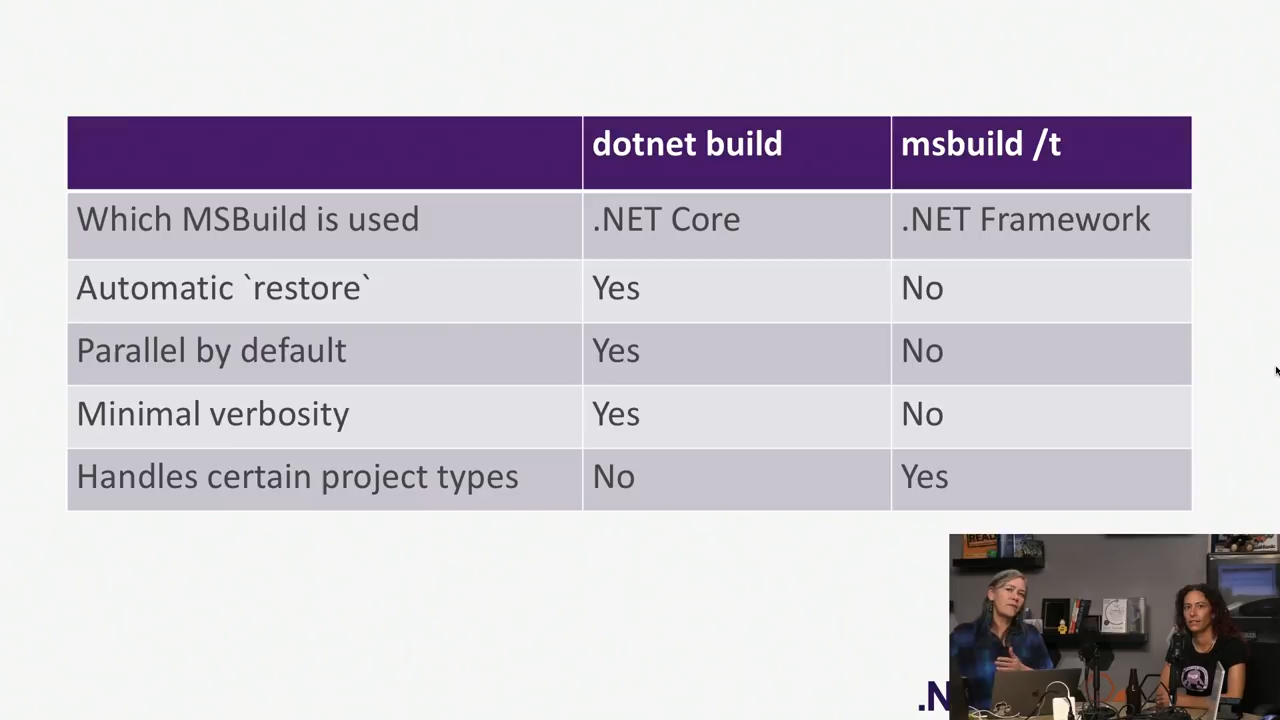 dotnet build
msbuild /t
Which MSBuild is used
.NET Core
.NET Framework
Automatic `restore`
Yes
No
Parallel by default
Yes
No
Minimal verbosity
Yes
No
Handles certain project types
No
Yes
.N